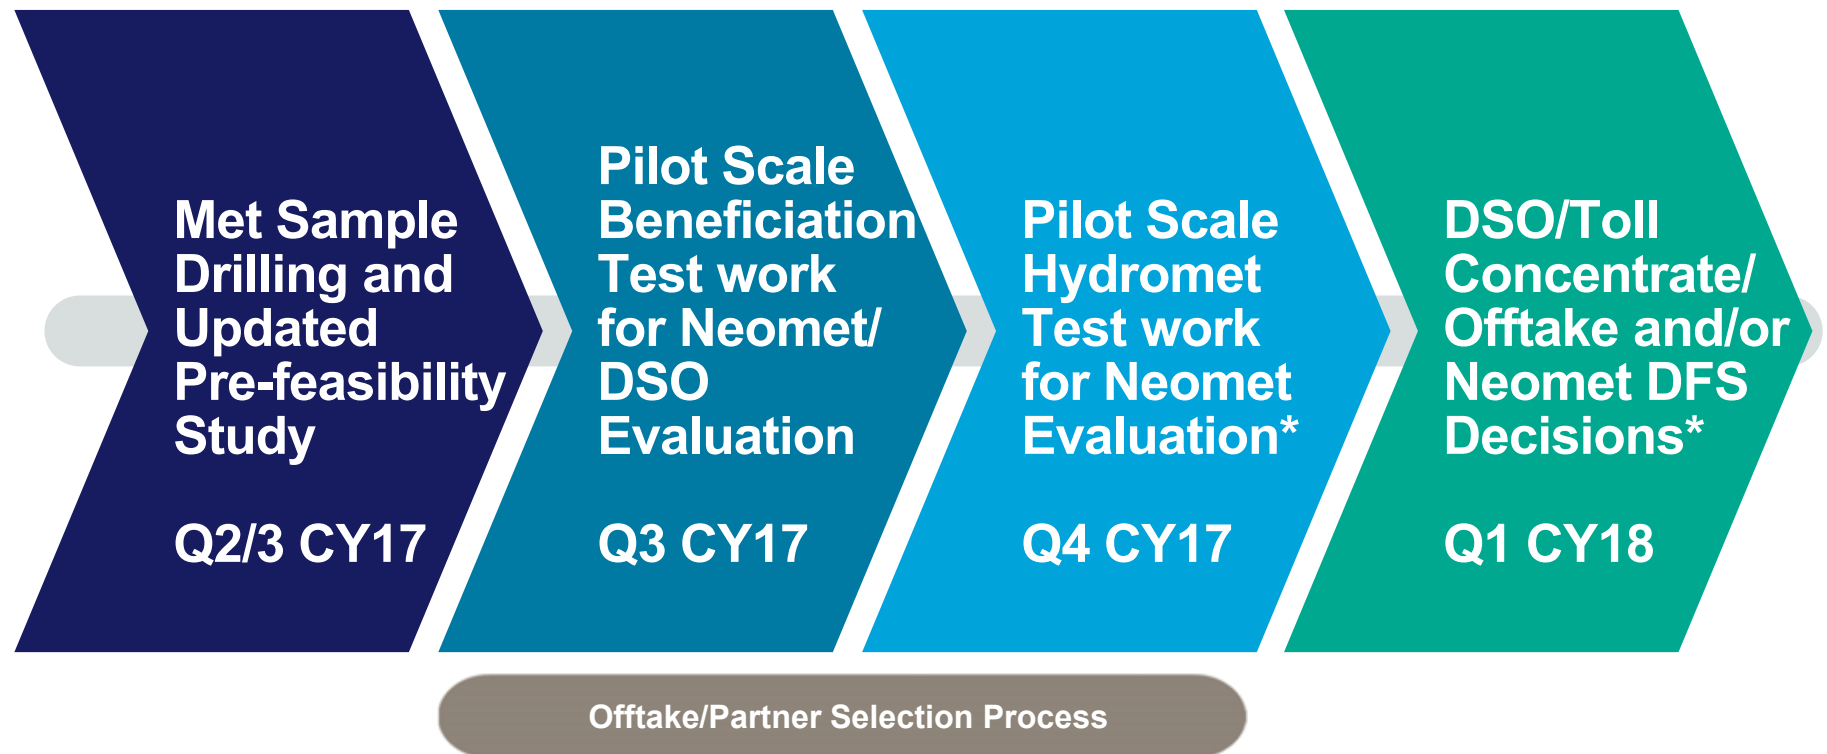 Met Sample
Drilling and
Updated
Pre-feasibility
Study
Q2/3 CY17
Pilot Scale
Beneficiation
Test work
for Neomet/
DSO
Evaluation
Q3 CY17
Pilot Scale
Hydromet
Test work
for Neomet
Evaluation*
Q4 CY17
DSO/Toll
Concentrate/
Offtake and/or
Neomet DFS
Decisions*
Q1 CY18
Offtake/Partner Selection Process